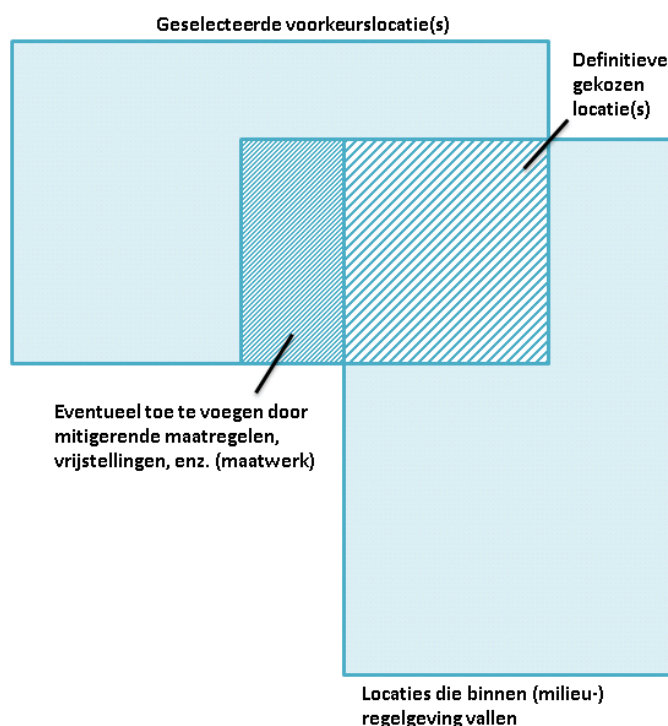 Geselecteerde voorkeurslocatie(s)
Definitieve
gekozen
locatie(s)
Eventueel toe te voegen door
mitigerende maatregelen,
vrijstellingen, enz. (maatwerk)
Locaties die binnen (milieu-)
regelgeving vallen